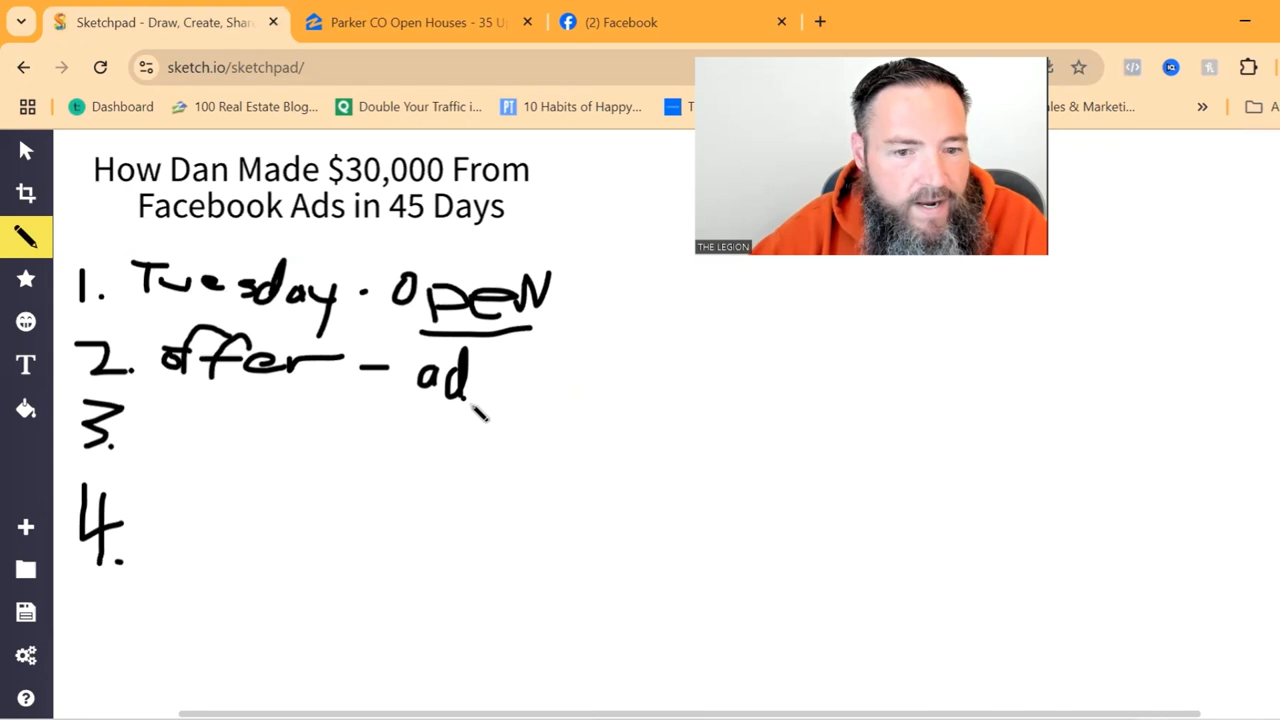 Sketchpad - Draw, Create, Shar
Parker CO Open Houses - 35 U
(2) Facebook
sketch.io/sketchpad/
Dashboard
100 Real Estate Blog...
Double Your Traffic i...
10 Habits of Happy...
T
ales & Marketi...
A
THE LEGION
How Dan Made $30,000 From
Facebook Ads in 45 Days
1. Tuesday . OpeN
2. offer - ad
3.
4.